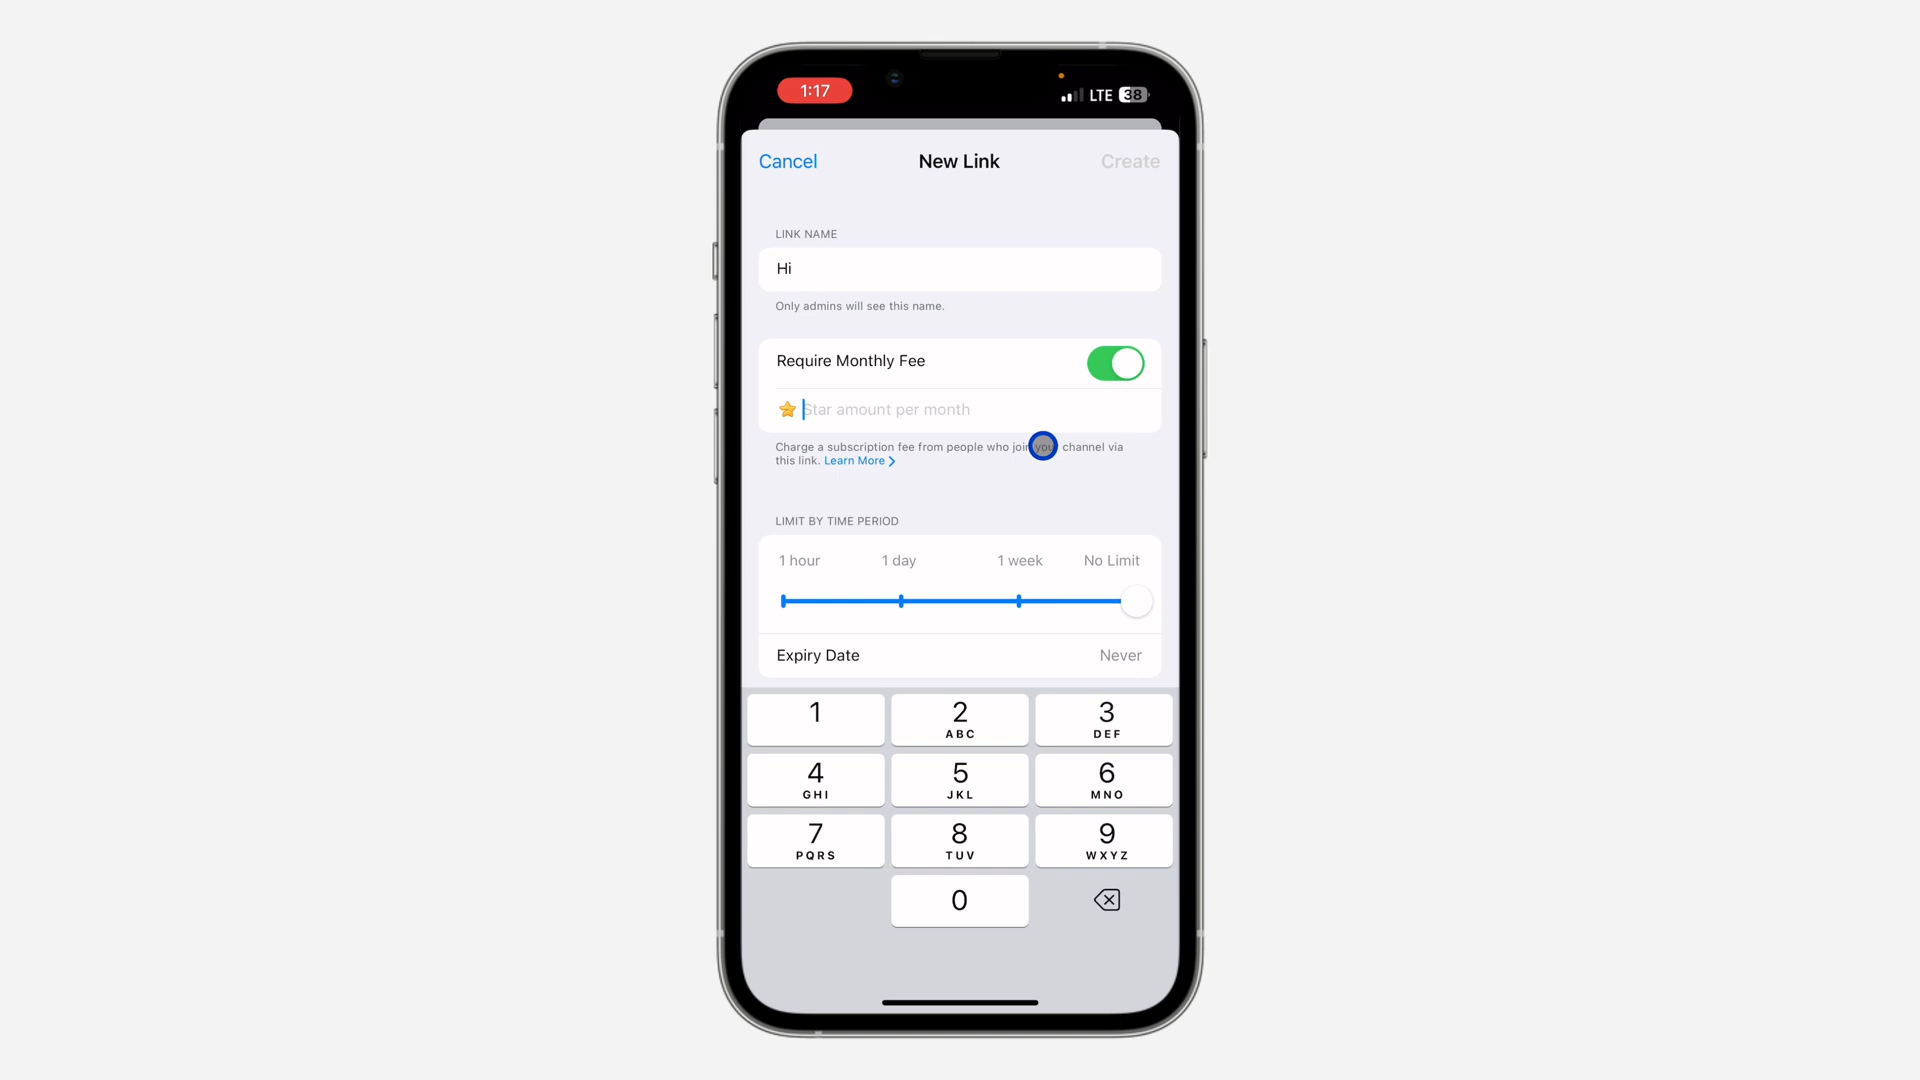 1:17
LTE 38
Cancel New Link Create
LINK NAME
Hi
Only admins will see this name.
Require Monthly Fee
Star amount per month
Charge a subscription fee from people who join your channel via
this link. Learn More
LIMIT BY TIME PERIOD
1 hour 1 day 1 week No Limit
Expiry Date Never
1 2 3
ABC DEF
4 5 6
GHI JKL MNO
7 8 9
PQRS TUV WXYZ
0